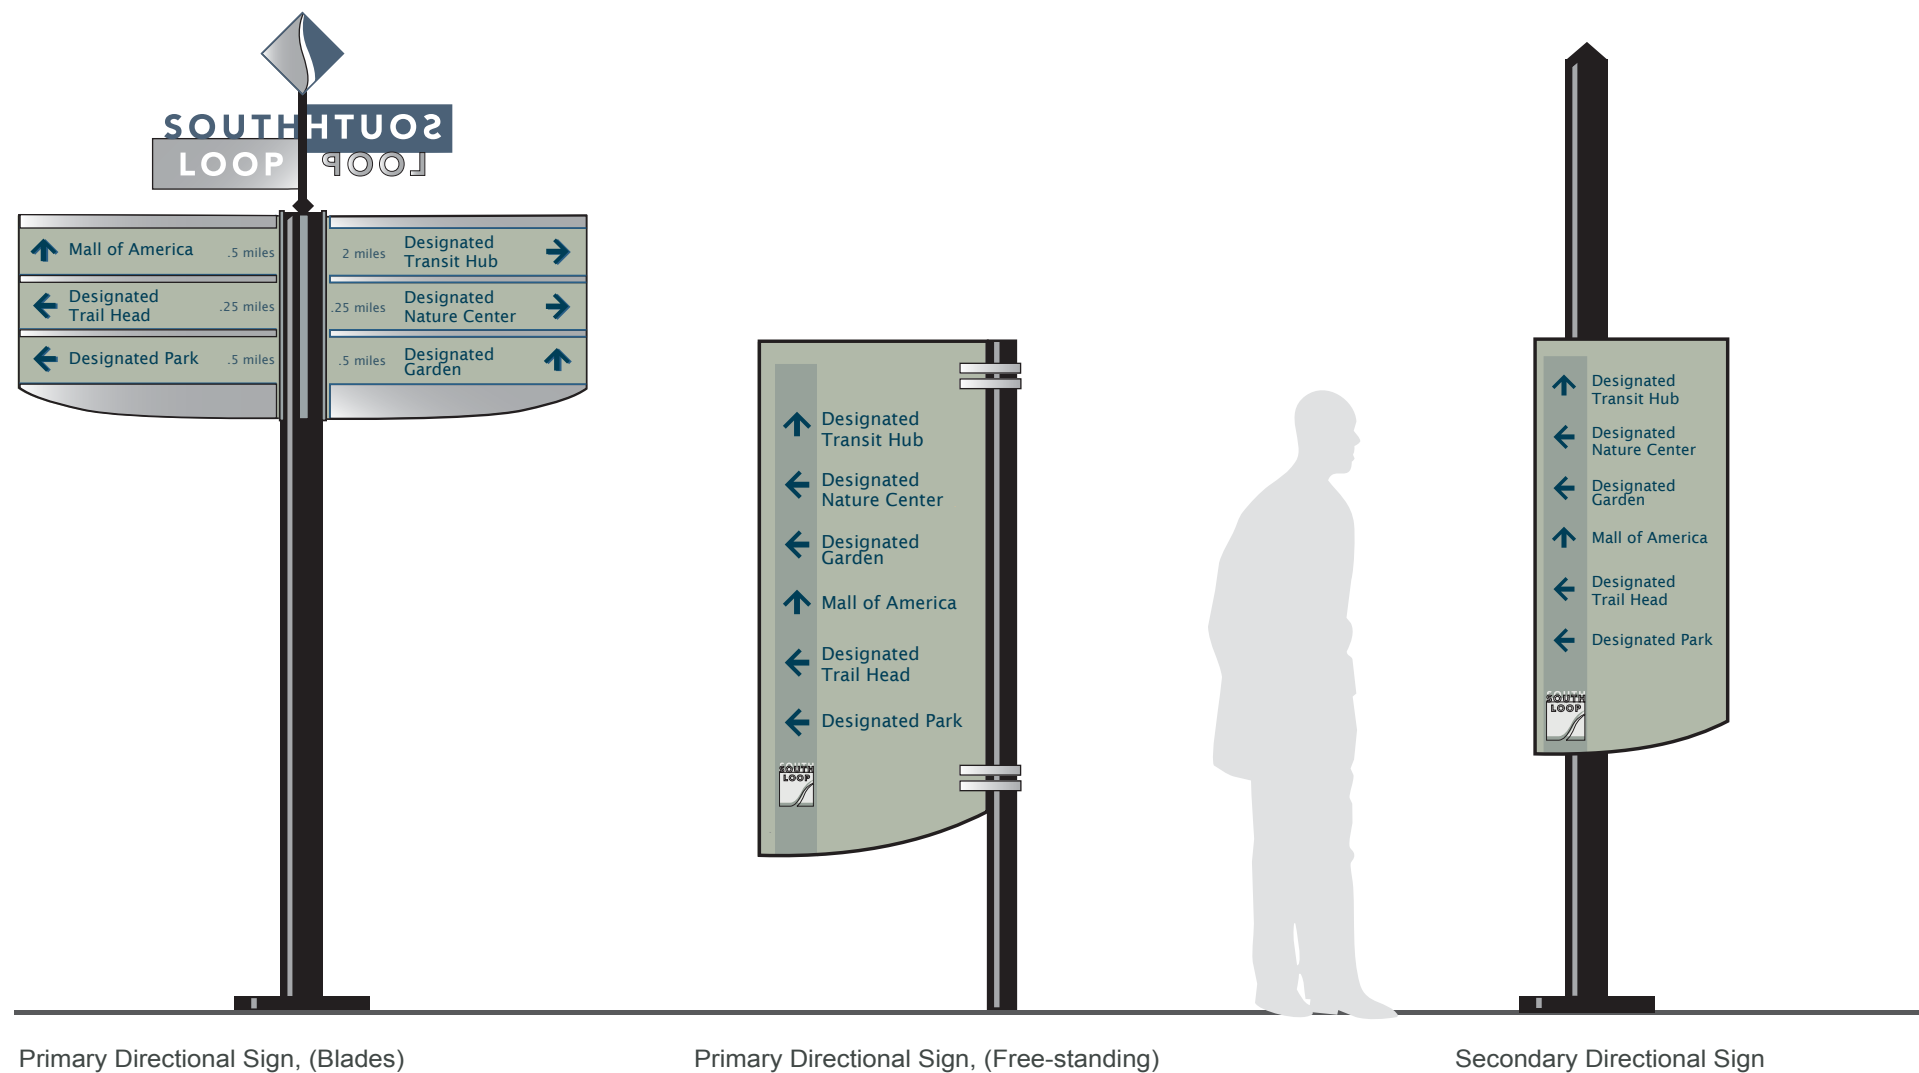 SOUTH HTUOS
LOOP LOOP
Mall of America .5 miles
Designated
Trail Head .25 miles
Designated Park .5 miles
2 miles Designated
Transit Hub
.25 miles Designated
Nature Center
.5 miles Designated
Garden
Designated
Transit Hub
Designated
Nature Center
Designated
Garden
Mall of America
Designated
Trail Head
Designated Park
SOUTH
LOOP
Designated
Transit Hub
Designated
Nature Center
Designated
Garden
Mall of America
Designated
Trail Head
Designated Park
SOUTH
LOOP
Primary Directional Sign, (Blades)
Primary Directional Sign, (Free-standing)
Secondary Directional Sign